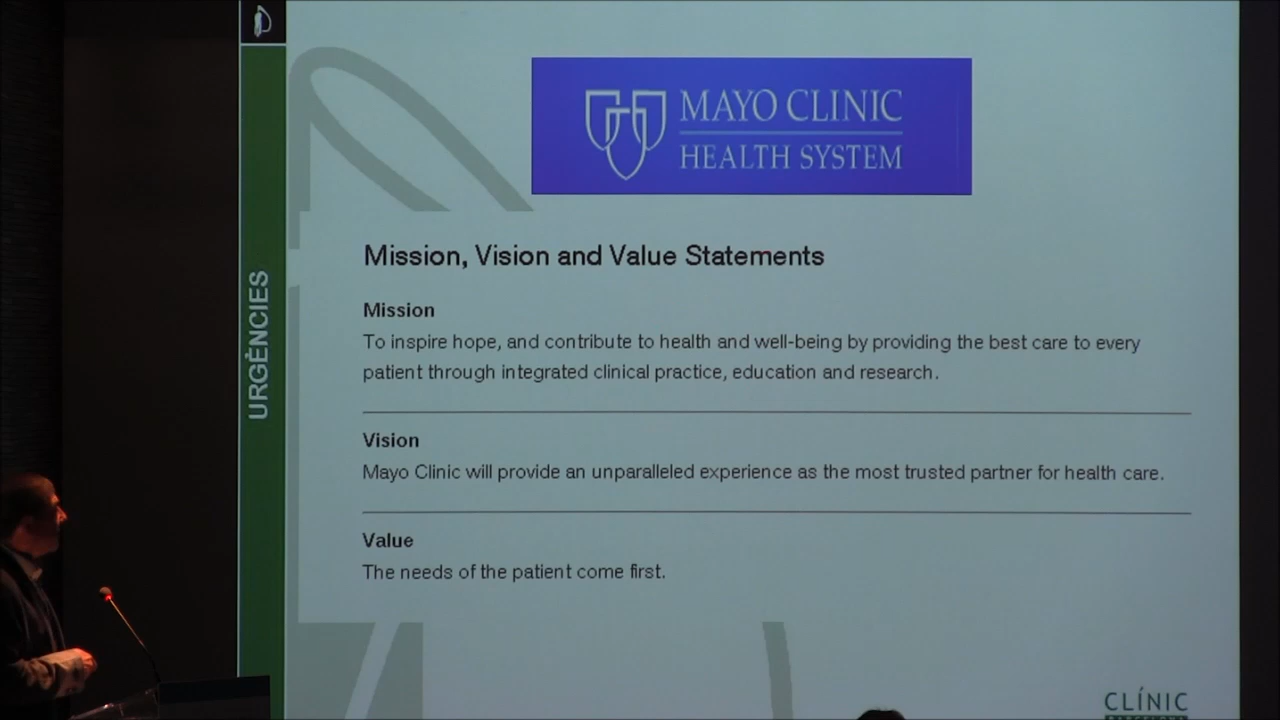 MAYO CLINIC
HEALTH SYSTEM
URGÈNCIES
Mission, Vision and Value Statements
Mission
To inspire hope, and contribute to health and well-being by providing the best care to every
patient through integrated clinical practice, education and research.
Vision
Mayo Clinic will provide an unparalleled experience as the most trusted partner for health care.
Value
The needs of the patient come first.
CLÍNIC